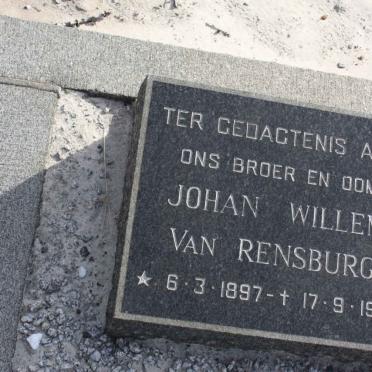 TER GEDAGTENIS A
ONS BROER EN OOM
JOHAN WILLEM
VAN RENSBURG
★ 6·3·1897-✝ 17·9·19